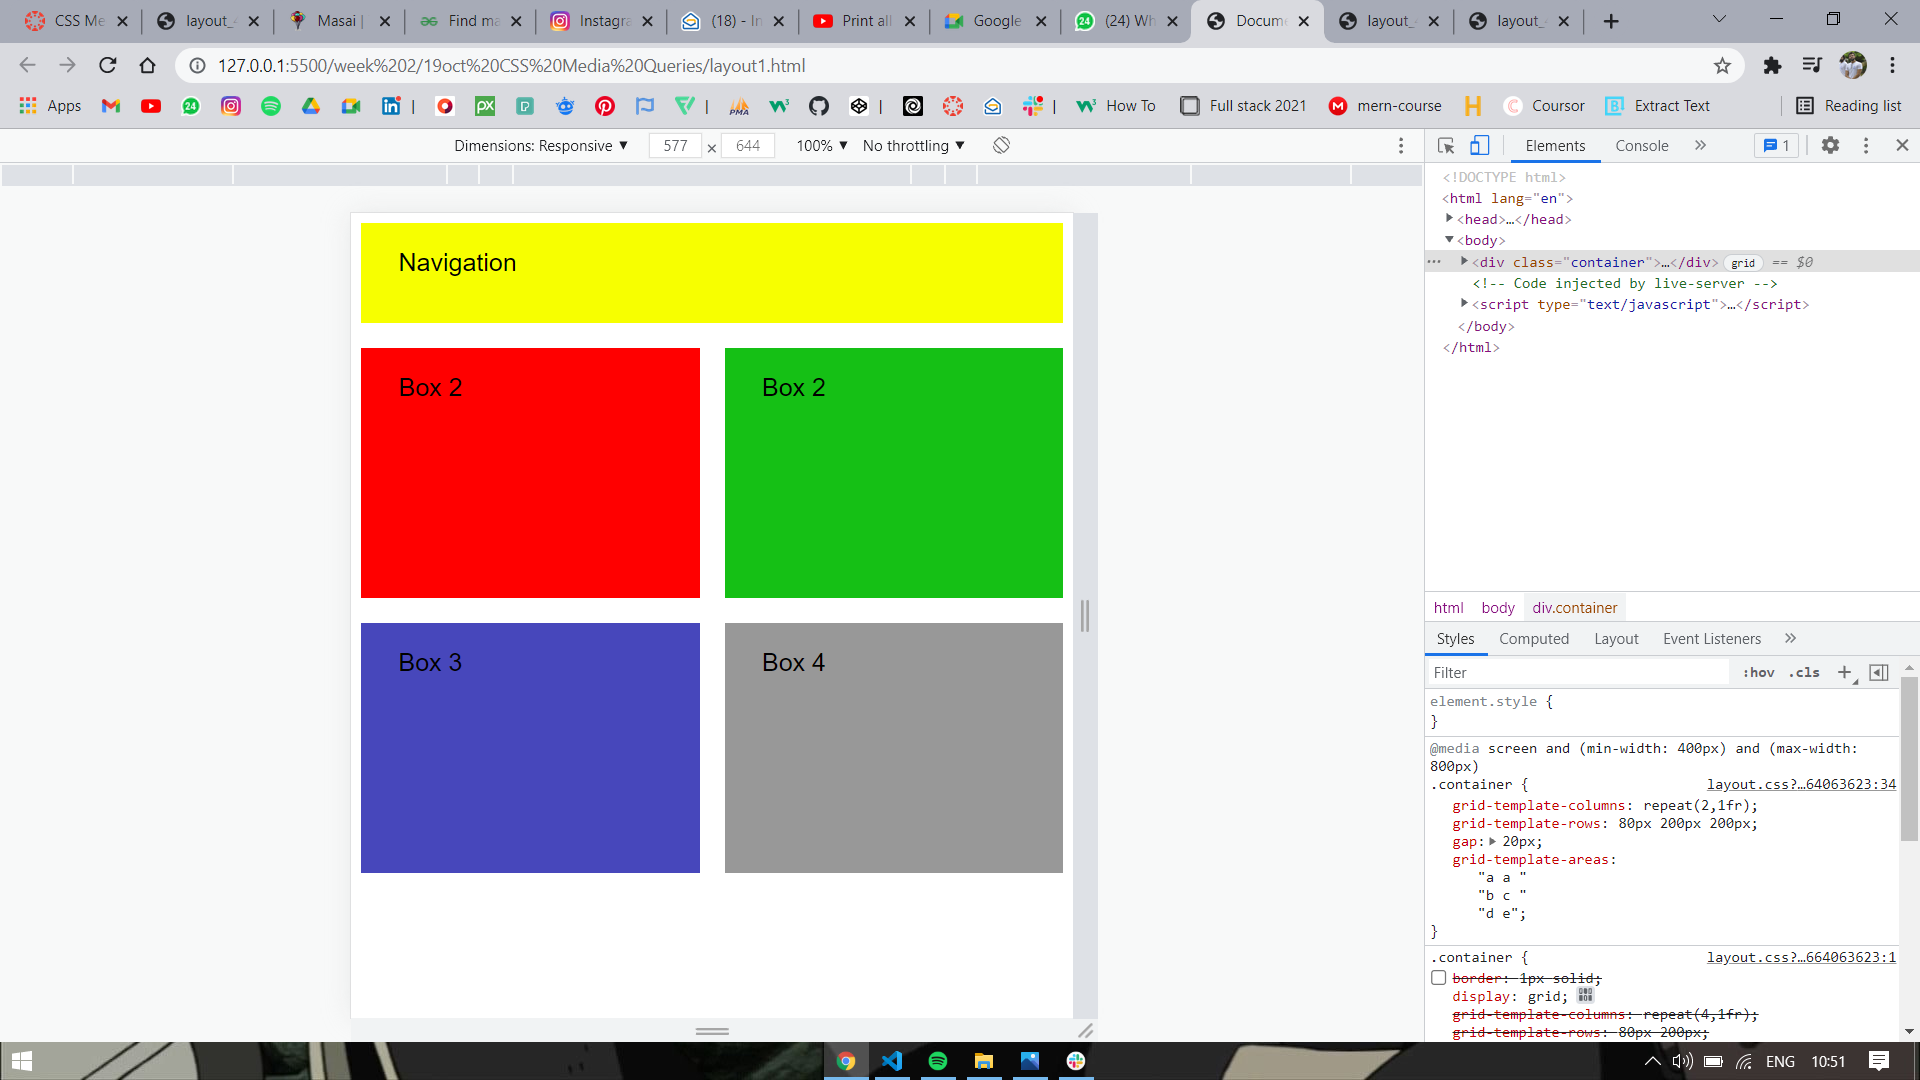 CSS Me
layout_4
Masai |
Find ma
Instagra
(18) - In
Print all
Google
(24) Wh
Docume
layout_4
layout_4
127.0.0.1:5500/week%202/19oct%20CSS%20Media%20Queries/layout1.html
Apps
24
|
PX
|
PMA
|
|
How To
Full stack 2021
mern-course
Coursor
Extract Text
Reading list
Dimensions: Responsive ▼ 577 × 644 100% ▼ No throttling ▼
Elements Console » 1
<!DOCTYPE html>
<html lang="en">
<head>…</head>
<body>
<div class="container">…</div> grid == $0
<!-- Code injected by live-server -->
<script type="text/javascript">…</script>
</body>
</html>
Navigation
Box 2
Box 2
Box 3
Box 4
html body div.container
Styles Computed Layout Event Listeners »
Filter :hov .cls +
element.style {
}
@media screen and (min-width: 400px) and (max-width:
800px)
.container { layout.css?…64063623:34
grid-template-columns: repeat(2,1fr);
grid-template-rows: 80px 200px 200px;
gap: 20px;
grid-template-areas:
"a a "
"b c "
"d e";
}
.container { layout.css?…664063623:1
border: 1px solid;
display: grid;
grid-template-columns: repeat(4,1fr);
grid-template-rows: 80px 200px;
ENG 10:51